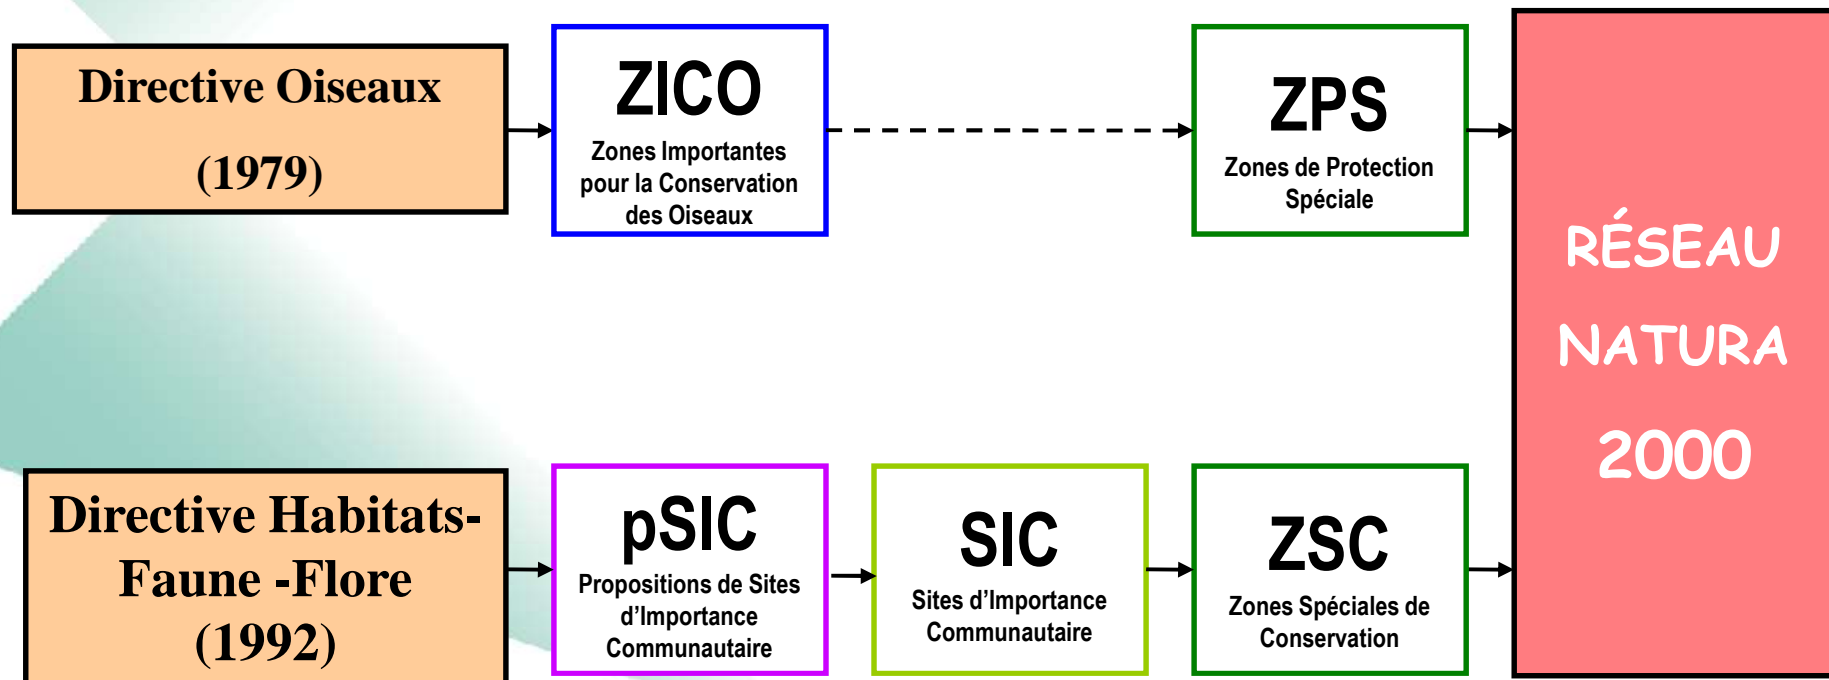 Directive Oiseaux
(1979)
ZICO
Zones Importantes
pour la Conservation
des Oiseaux
ZPS
Zones de Protection
Spéciale
RÉSEAU
NATURA
2000
Directive Habitats-
Faune -Flore
(1992)
pSIC
Propositions de Sites
d’Importance
Communautaire
SIC
Sites d’Importance
Communautaire
ZSC
Zones Spéciales de
Conservation